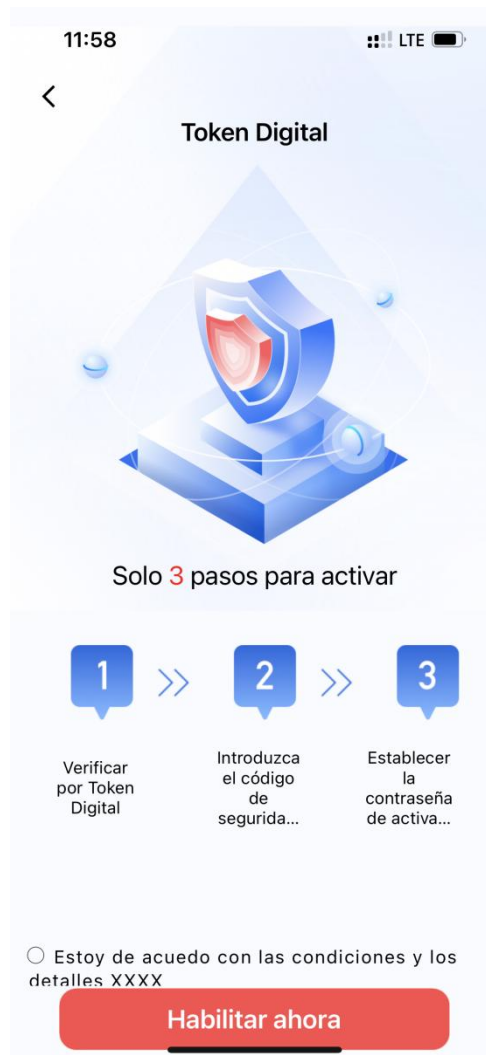 11:58
LTE
Token Digital
Solo 3 pasos para activar
1
2
3
Verificar
por Token
Digital
Introduzca
el código
de
segurida...
Establecer
la
contraseña
de activa...
Estoy de acuerdo con las condiciones y los
detalles XXXX
Habilitar ahora